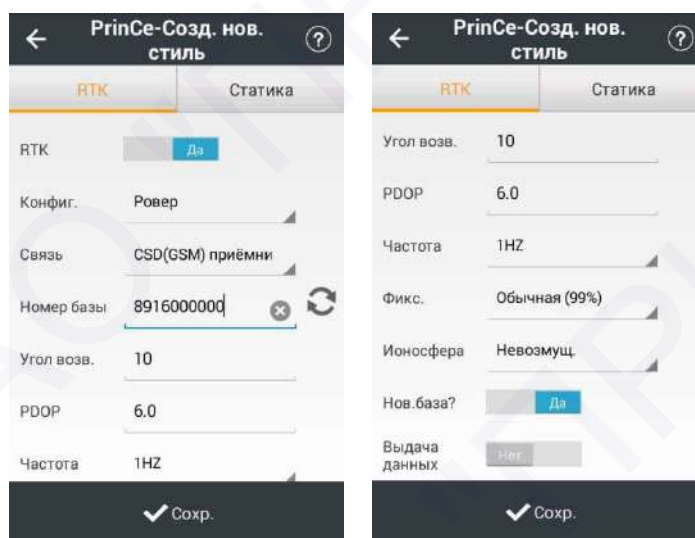 PrinCe-Созд. нов.
стиль
RTK
Статика
RTK
Да
Конфиг.
Ровер
Связь
CSD(GSM) приёмни
Номер базы
8916000000
Угол возв.
10
PDOP
6.0
Частота
1HZ
Сохр.
PrinCe-Созд. нов.
стиль
RTK
Статика
Угол возв.
10
PDOP
6.0
Частота
1HZ
Фикс.
Обычная (99%)
Ионосфера
Невозмущ.
Нов.база?
Да
Выдача
данных
Нет
Сохр.